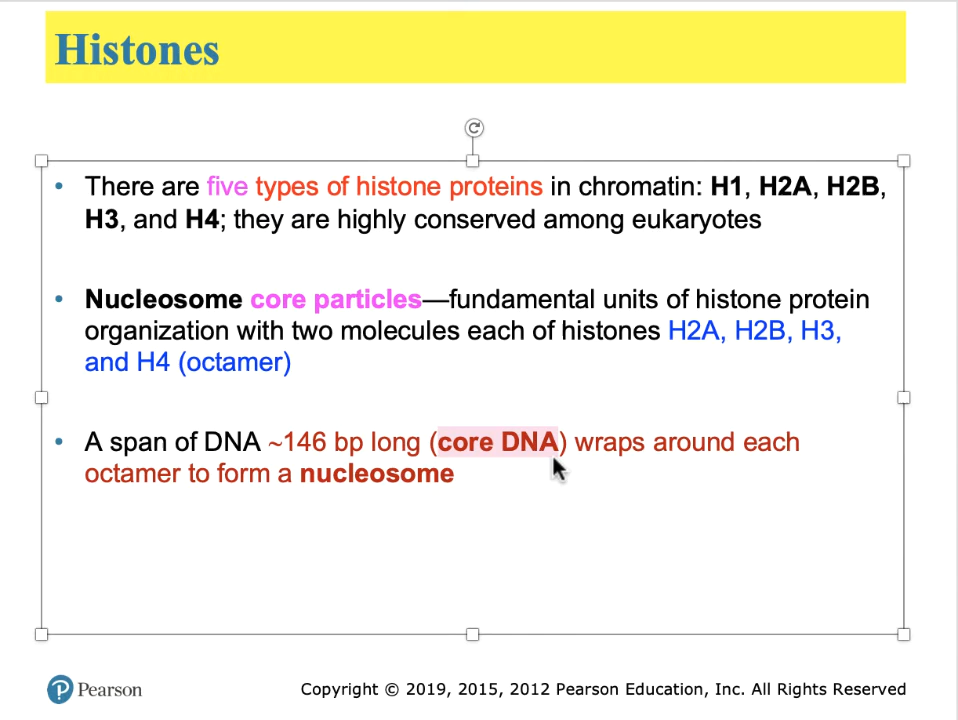 Histones
• There are five types of histone proteins in chromatin: H1, H2A, H2B,
H3, and H4; they are highly conserved among eukaryotes
• Nucleosome core particles—fundamental units of histone protein
organization with two molecules each of histones H2A, H2B, H3,
and H4 (octamer)
• A span of DNA ~146 bp long (core DNA) wraps around each
octamer to form a nucleosome
Pearson
Copyright © 2019, 2015, 2012 Pearson Education, Inc. All Rights Reserved